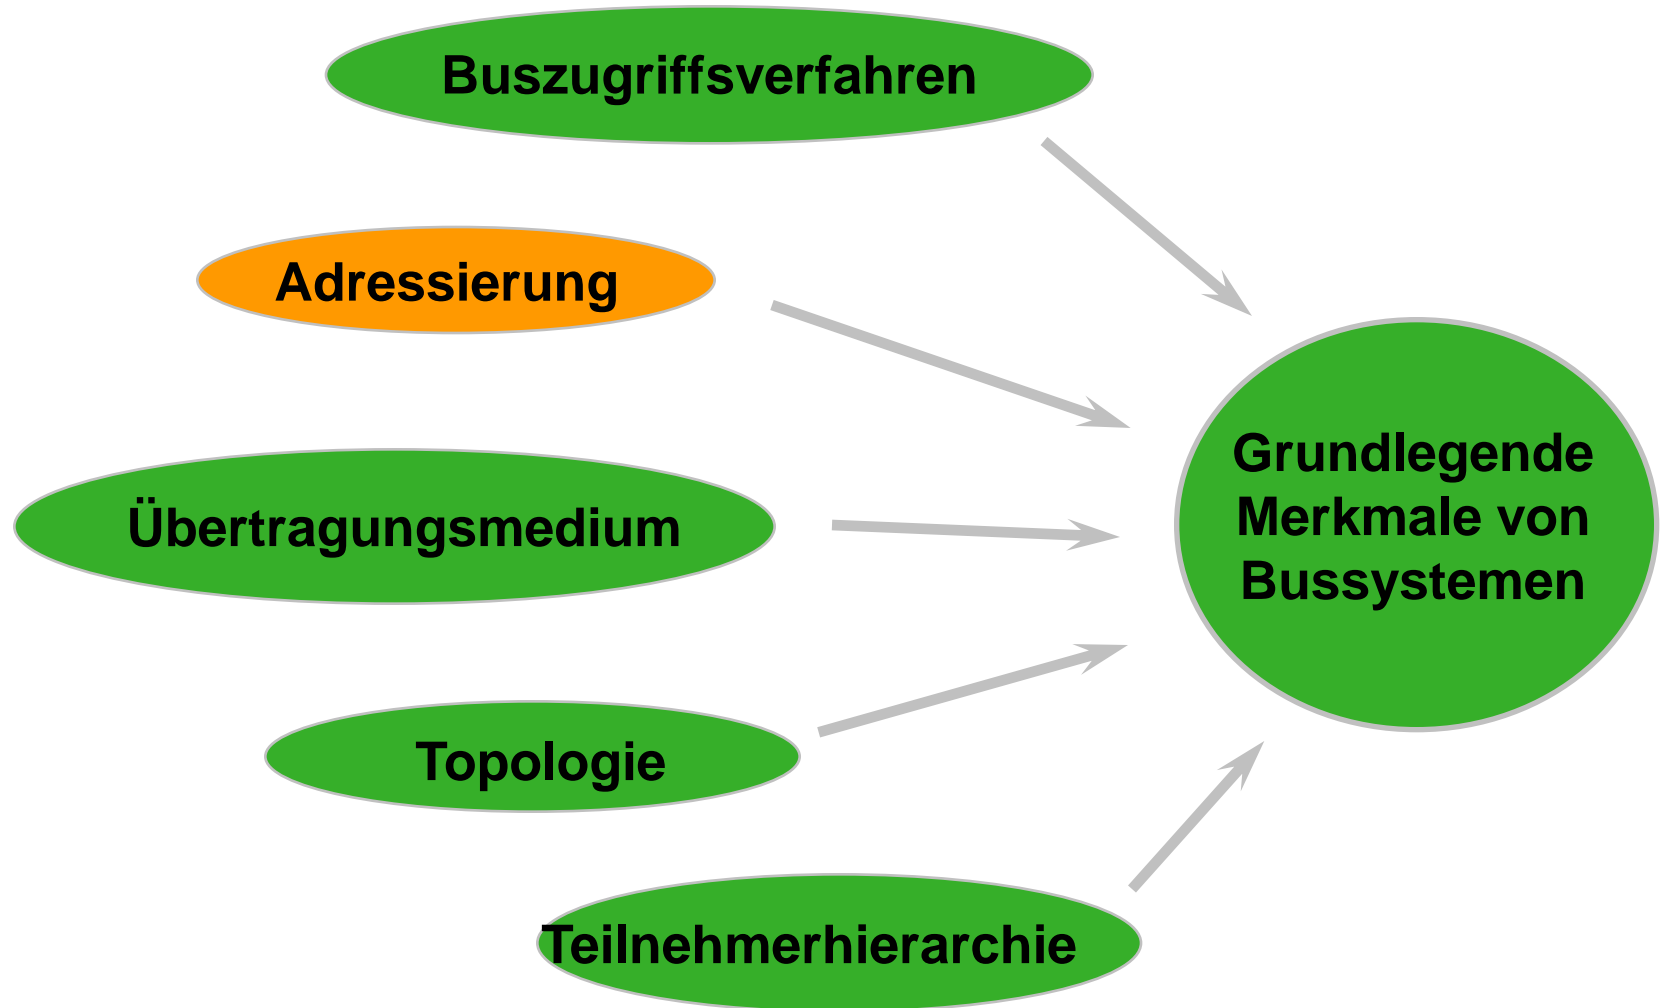 Buszugriffsverfahren
Adressierung
Übertragungsmedium
Topologie
Teilnehmerhierarchie
Grundlegende
Merkmale von
Bussystemen